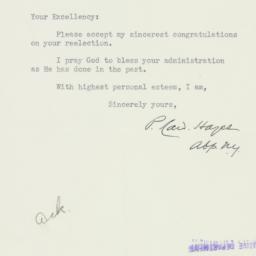 Your Excellency:
Please accept my sincerest congratulations
on your reelection.
I pray God to bless your administration
as He has done in the past.
With highest personal esteem, I am,
Sincerely yours,
P. Card. Hayes
Abp NY.
ack.